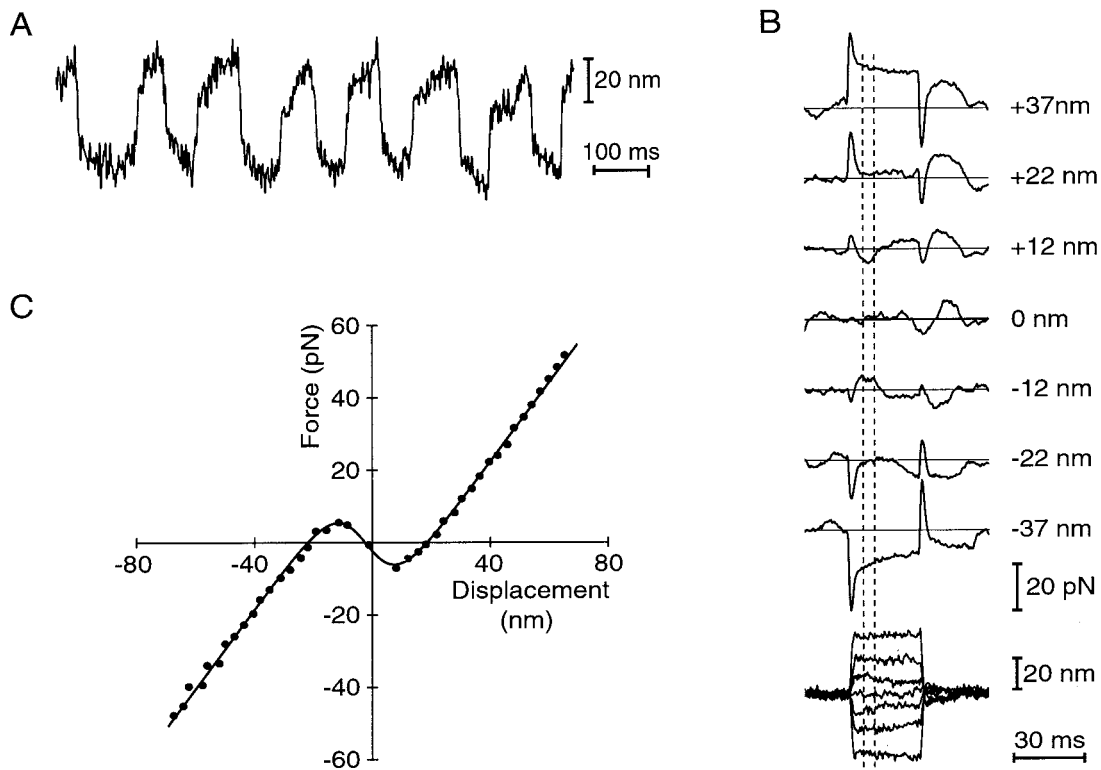 A
20 nm
100 ms
B
+37nm
+22 nm
+12 nm
0 nm
-12 nm
-22 nm
-37 nm
20 pN
20 nm
30 ms
C
Force (pN)
60
40
20
-20
-40
-60
-80
-40
40
80
Displacement
(nm)